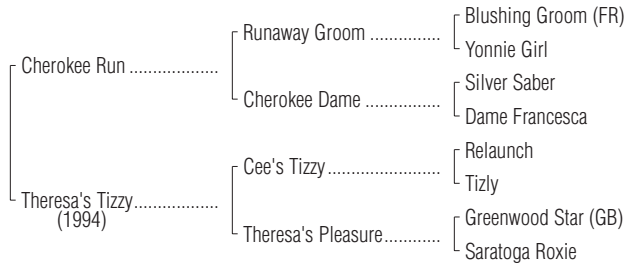 Blushing Groom (FR)
Runaway Groom ...............
Yonnie Girl
Cherokee Run ...................
Silver Saber
Cherokee Dame ................
Dame Francesca
Relaunch
Cee's Tizzy ........................
Tizly
Theresa's Tizzy..................
(1994)
Greenwood Star (GB)
Theresa's Pleasure............
Saratoga Roxie